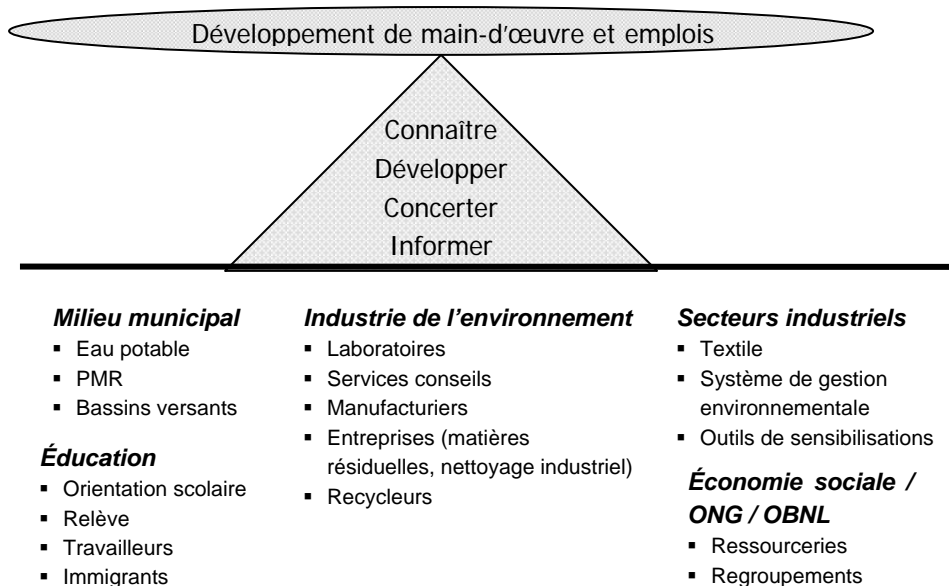 Développement de main-d'œuvre et emplois
Connaître
Développer
Concerter
Informer
Milieu municipal
▪ Eau potable
▪ PMR
▪ Bassins versants
Éducation
▪ Orientation scolaire
▪ Relève
▪ Travailleurs
▪ Immigrants
Industrie de l'environnement
▪ Laboratoires
▪ Services conseils
▪ Manufacturiers
▪ Entreprises (matières
résiduelles, nettoyage industriel)
▪ Recycleurs
Secteurs industriels
▪ Textile
▪ Système de gestion
environnementale
▪ Outils de sensibilisations
Économie sociale /
ONG / OBNL
▪ Ressourceries
▪ Regroupements